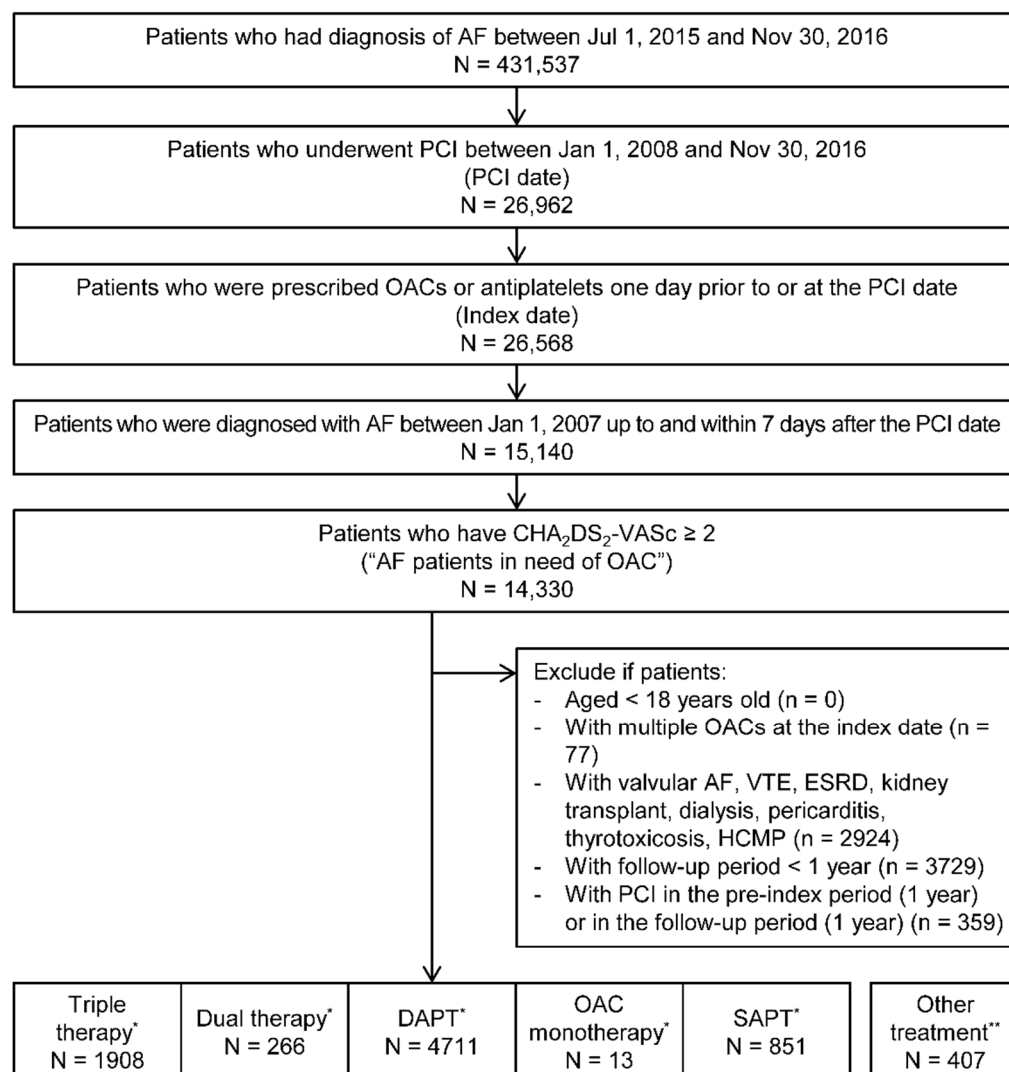 Patients who had diagnosis of AF between Jul 1, 2015 and Nov 30, 2016
N = 431,537
Patients who underwent PCI between Jan 1, 2008 and Nov 30, 2016
(PCI date)
N = 26,962
Patients who were prescribed OACs or antiplatelets one day prior to or at the PCI date
(Index date)
N = 26,568
Patients who were diagnosed with AF between Jan 1, 2007 up to and within 7 days after the PCI date
N = 15,140
Patients who have CHA₂DS₂-VASc ≥ 2
(“AF patients in need of OAC”)
N = 14,330
Exclude if patients:
- Aged < 18 years old (n = 0)
- With multiple OACs at the index date (n =
77)
- With valvular AF, VTE, ESRD, kidney
transplant, dialysis, pericarditis,
thyrotoxicosis, HCMP (n = 2924)
- With follow-up period < 1 year (n = 3729)
- With PCI in the pre-index period (1 year)
or in the follow-up period (1 year) (n = 359)
Triple
therapy*
N = 1908
Dual therapy*
N = 266
DAPT*
N = 4711
OAC
monotherapy*
N = 13
SAPT*
N = 851
Other
treatment**
N = 407